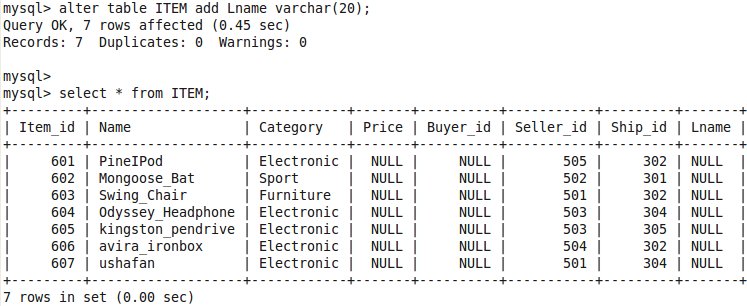 mysql> alter table ITEM add Lname varchar(20);
Query OK, 7 rows affected (0.45 sec)
Records: 7  Duplicates: 0  Warnings: 0

mysql>
mysql> select * from ITEM;
+---------+-------------------+------------+-------+----------+-----------+---------+-------+
| Item_id | Name              | Category   | Price | Buyer_id | Seller_id | Ship_id | Lname |
+---------+-------------------+------------+-------+----------+-----------+---------+-------+
|     601 | PineIPod          | Electronic |  NULL |     NULL |       505 |     302 | NULL  |
|     602 | Mongoose_Bat      | Sport      |  NULL |     NULL |       502 |     301 | NULL  |
|     603 | Swing_Chair       | Furniture  |  NULL |     NULL |       501 |     302 | NULL  |
|     604 | Odyssey_Headphone | Electronic |  NULL |     NULL |       503 |     304 | NULL  |
|     605 | kingston_pendrive | Electronic |  NULL |     NULL |       503 |     305 | NULL  |
|     606 | avira_ironbox     | Electronic |  NULL |     NULL |       504 |     302 | NULL  |
|     607 | ushafan           | Electronic |  NULL |     NULL |       501 |     304 | NULL  |
+---------+-------------------+------------+-------+----------+-----------+---------+-------+
7 rows in set (0.00 sec)